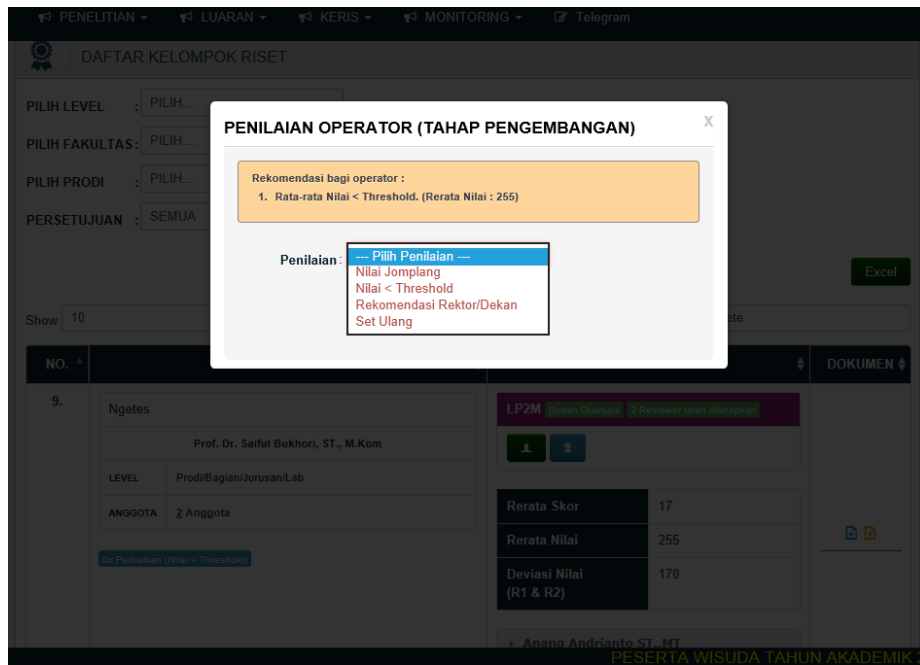 PENELITIAN
LUARAN
KERIS
MONITORING
Telegram
DAFTAR KELOMPOK RISET
PILIH LEVEL : PILIH....
PILIH FAKULTAS : PILIH....
PILIH PRODI : PILIH....
PERSETUJUAN : SEMUA
PENILAIAN OPERATOR (TAHAP PENGEMBANGAN)
X
Rekomendasi bagi operator :
1. Rata-rata Nilai < Threshold. (Rerata Nilai : 255)
Penilaian :
--- Pilih Penilaian ---
Nilai Jomplang
Nilai < Threshold
Rekomendasi Rektor/Dekan
Set Ulang
Excel
Show 10
NO.
DOKUMEN
9.
Ngetes
Prof. Dr. Saiful Bukhori, ST., M.Kom
LEVEL Prodi/Bagian/Jurusan/Lab
ANGGOTA 2 Anggota
0x Perbaikan (Nilai < Threshold)
LP2M Sudah Disetujui 2 Reviewer telah ditetapkan
Rerata Skor 17
Rerata Nilai 255
Deviasi Nilai 170
(R1 & R2)
Anang Andrianto ST.,MT
PESERTA WISUDA TAHUN AKADEMIK